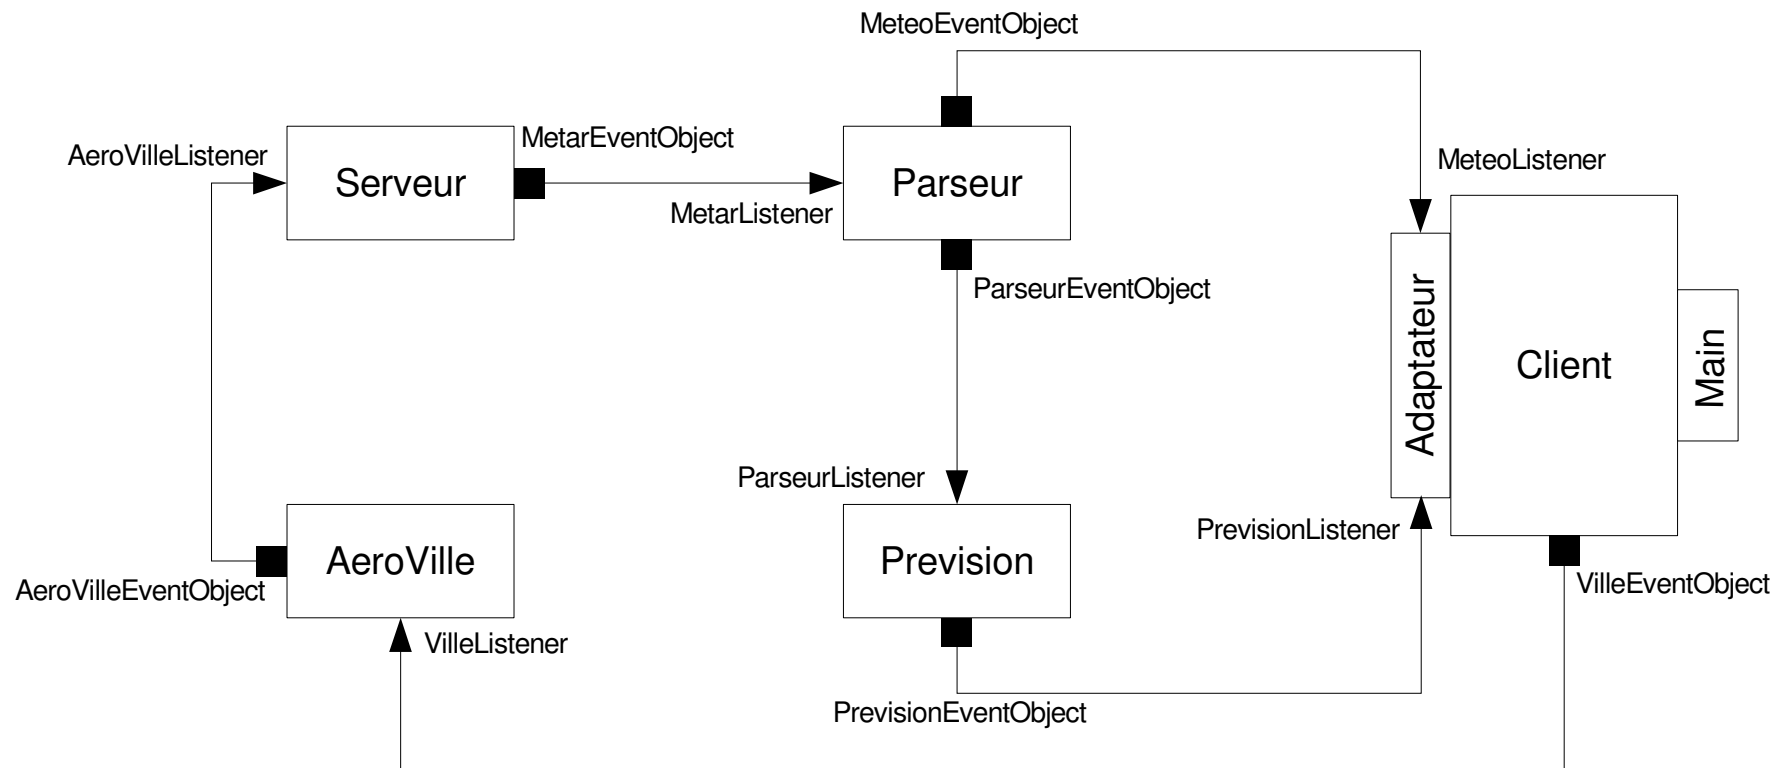 MeteoEventObject
MetarEventObject
AeroVilleListener
MeteoListener
Serveur
Parseur
MetarListener
ParseurEventObject
Adaptateur
Client
Main
ParseurListener
PrevisionListener
AeroVille
Prevision
VilleEventObject
AeroVilleEventObject
VilleListener
PrevisionEventObject